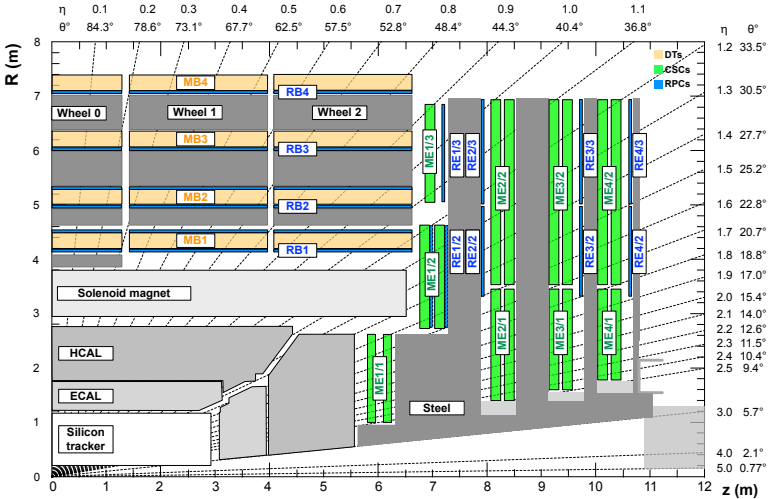 η 0.1 0.2 0.3 0.4 0.5 0.6 0.7 0.8 0.9 1.0 1.1 η θ°
θ° 84.3° 78.6° 73.1° 67.7° 62.5° 57.5° 52.8° 48.4° 44.3° 40.4° 36.8°
R (m)
8
7
6
5
4
3
2
1
0
1.2 33.5°
1.3 30.5°
1.4 27.7°
1.5 25.2°
1.6 22.8°
1.7 20.7°
1.8 18.8°
1.9 17.0°
2.0 15.4°
2.1 14.0°
2.2 12.6°
2.3 11.5°
2.4 10.4°
2.5 9.4°
3.0 5.7°
4.0 2.1°
5.0 0.77°
DTs
CSCs
RPCs
MB4
RB4
Wheel 0
Wheel 1
Wheel 2
MB3
RB3
MB2
RB2
MB1
RB1
Solenoid magnet
HCAL
ECAL
Silicon
tracker
Steel
ME1/3
RE1/3
RE2/3
ME2/2
ME3/2
RE3/3
ME4/2
RE4/3
ME1/2
RE1/2
RE2/2
RE3/2
RE4/2
ME1/1
ME2/1
ME3/1
ME4/1
0 1 2 3 4 5 6 7 8 9 10 11 12
z (m)